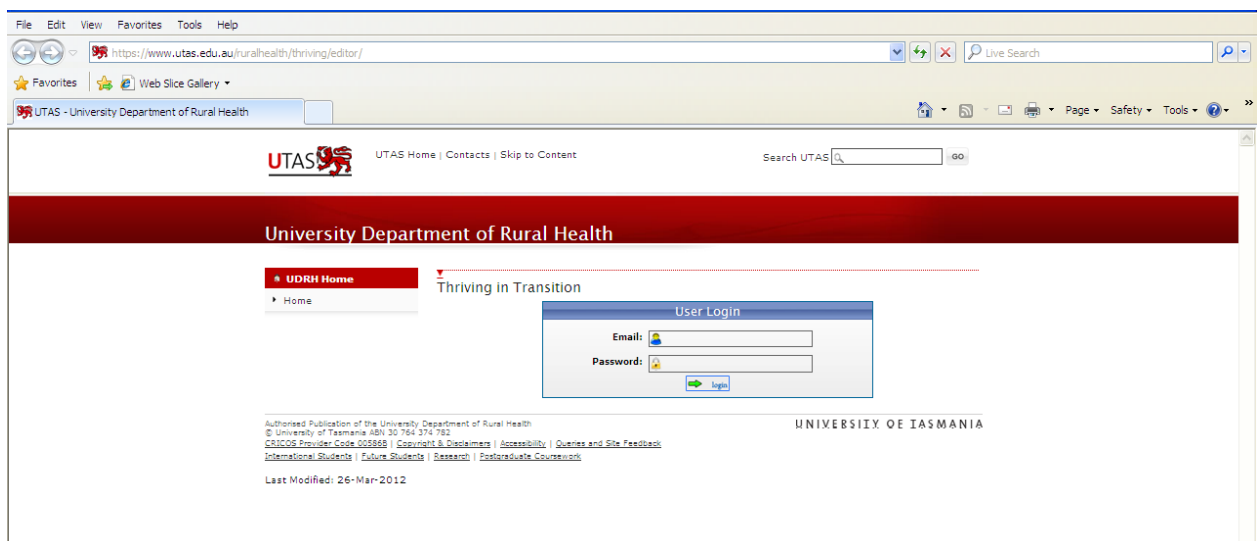 File Edit View Favorites Tools Help
https://www.utas.edu.au/ruralhealth/thriving/editor/
Live Search
Favorites Web Slice Gallery
UTAS - University Department of Rural Health
Page Safety Tools
UTAS
UTAS Home | Contacts | Skip to Content
Search UTAS
GO
University Department of Rural Health
UDRH Home
Home
Thriving in Transition
User Login
Email:
Password:
login
Authorised Publication of the University Department of Rural Health
© University of Tasmania ABN 30 764 374 782
CRICOS Provider Code 00586B | Copyright & Disclaimers | Accessibility | Queries and Site Feedback
International Students | Future Students | Research | Postgraduate Coursework
UNIVERSITY OF TASMANIA
Last Modified: 26-Mar-2012